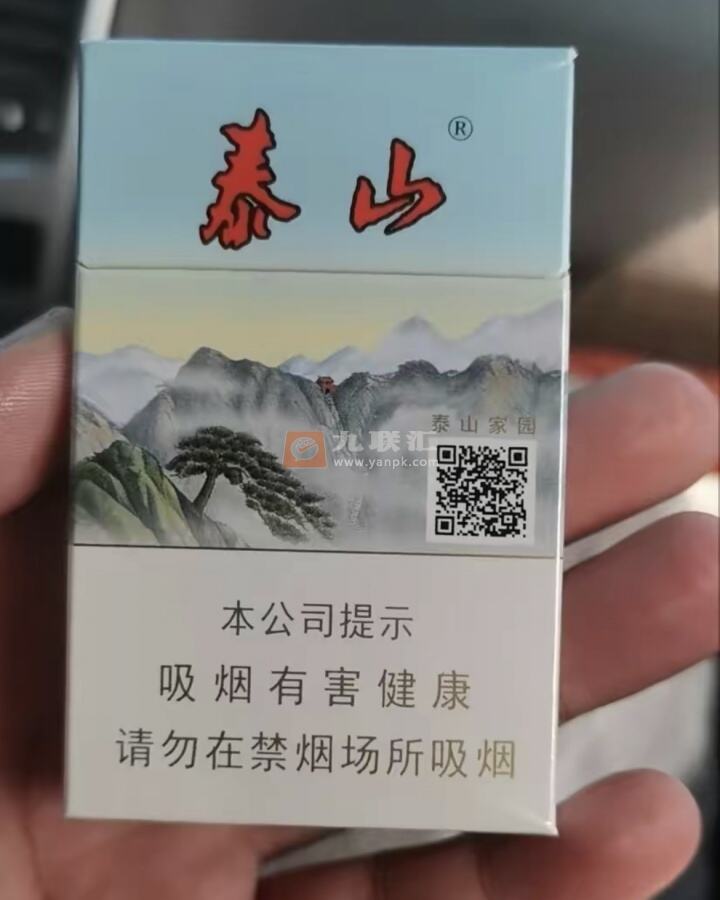 泰山®
泰山家园
九联汇
www.yanpk.com
本公司提示
吸烟有害健康
请勿在禁烟场所吸烟